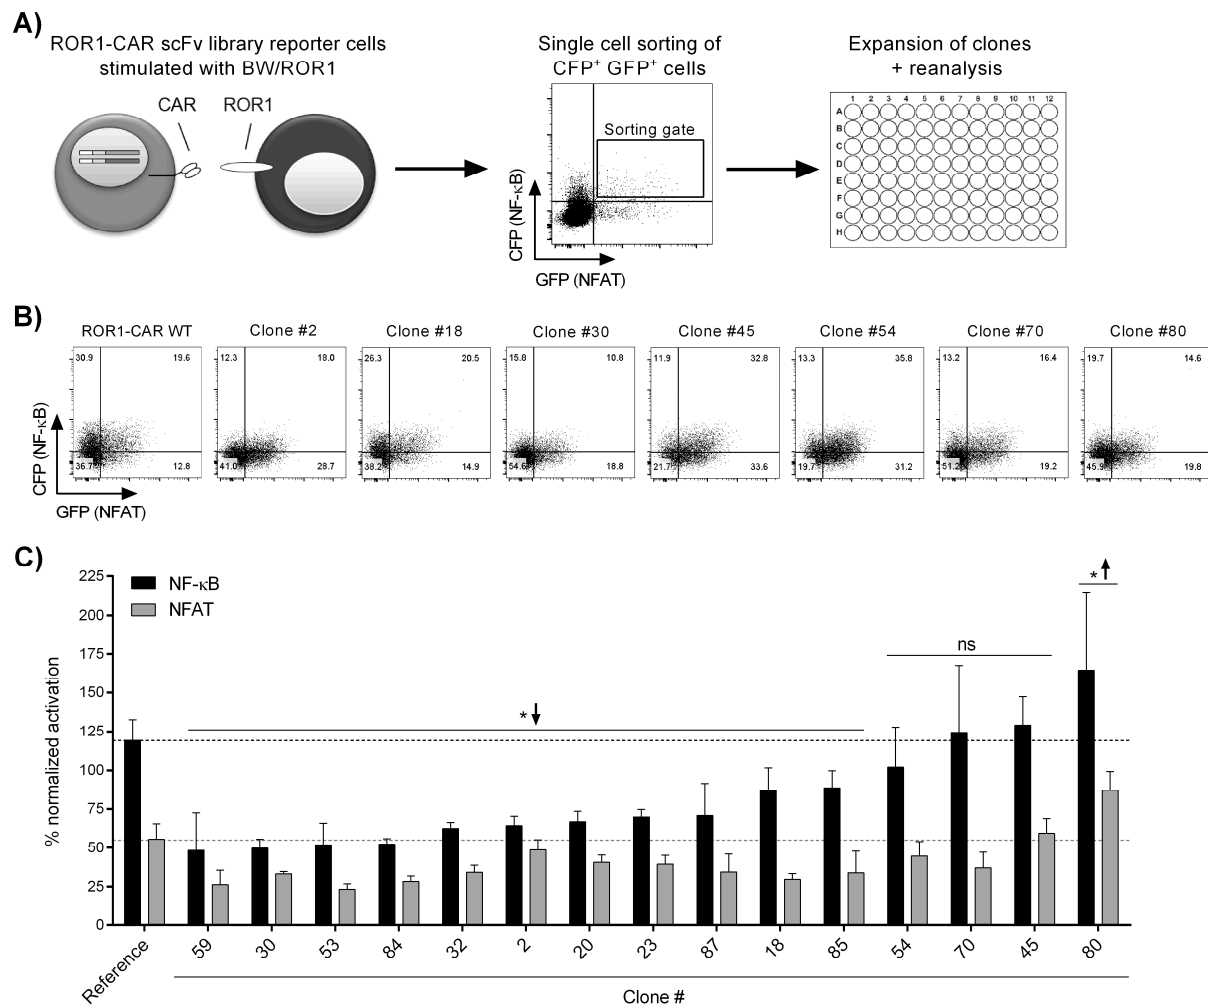 A)
ROR1-CAR scFv library reporter cells
stimulated with BW/ROR1
CAR
ROR1
Single cell sorting of
CFP+ GFP+ cells
Sorting gate
CFP (NF-κB)
GFP (NFAT)
Expansion of clones
+ reanalysis
1 2 3 4 5 6 7 8 9 10 11 12
A
B
C
D
E
F
G
H
B)
ROR1-CAR WT
30.9 19.6
36.7 12.8
Clone #2
12.3 18.0
41.0 28.7
Clone #18
26.3 20.5
38.2 14.9
Clone #30
15.8 10.8
54.6 18.8
Clone #45
11.9 32.8
21.7 33.6
Clone #54
13.3 35.8
19.7 31.2
Clone #70
13.2 16.4
51.2 19.2
Clone #80
19.7 14.6
45.9 19.8
CFP (NF-κB)
GFP (NFAT)
C)
% normalized activation
225
200
175
150
125
100
75
50
25
0
NF-κB
NFAT
*
ns
*
Reference 59 30 53 84 32 2 20 23 87 18 85 54 70 45 80
Clone #